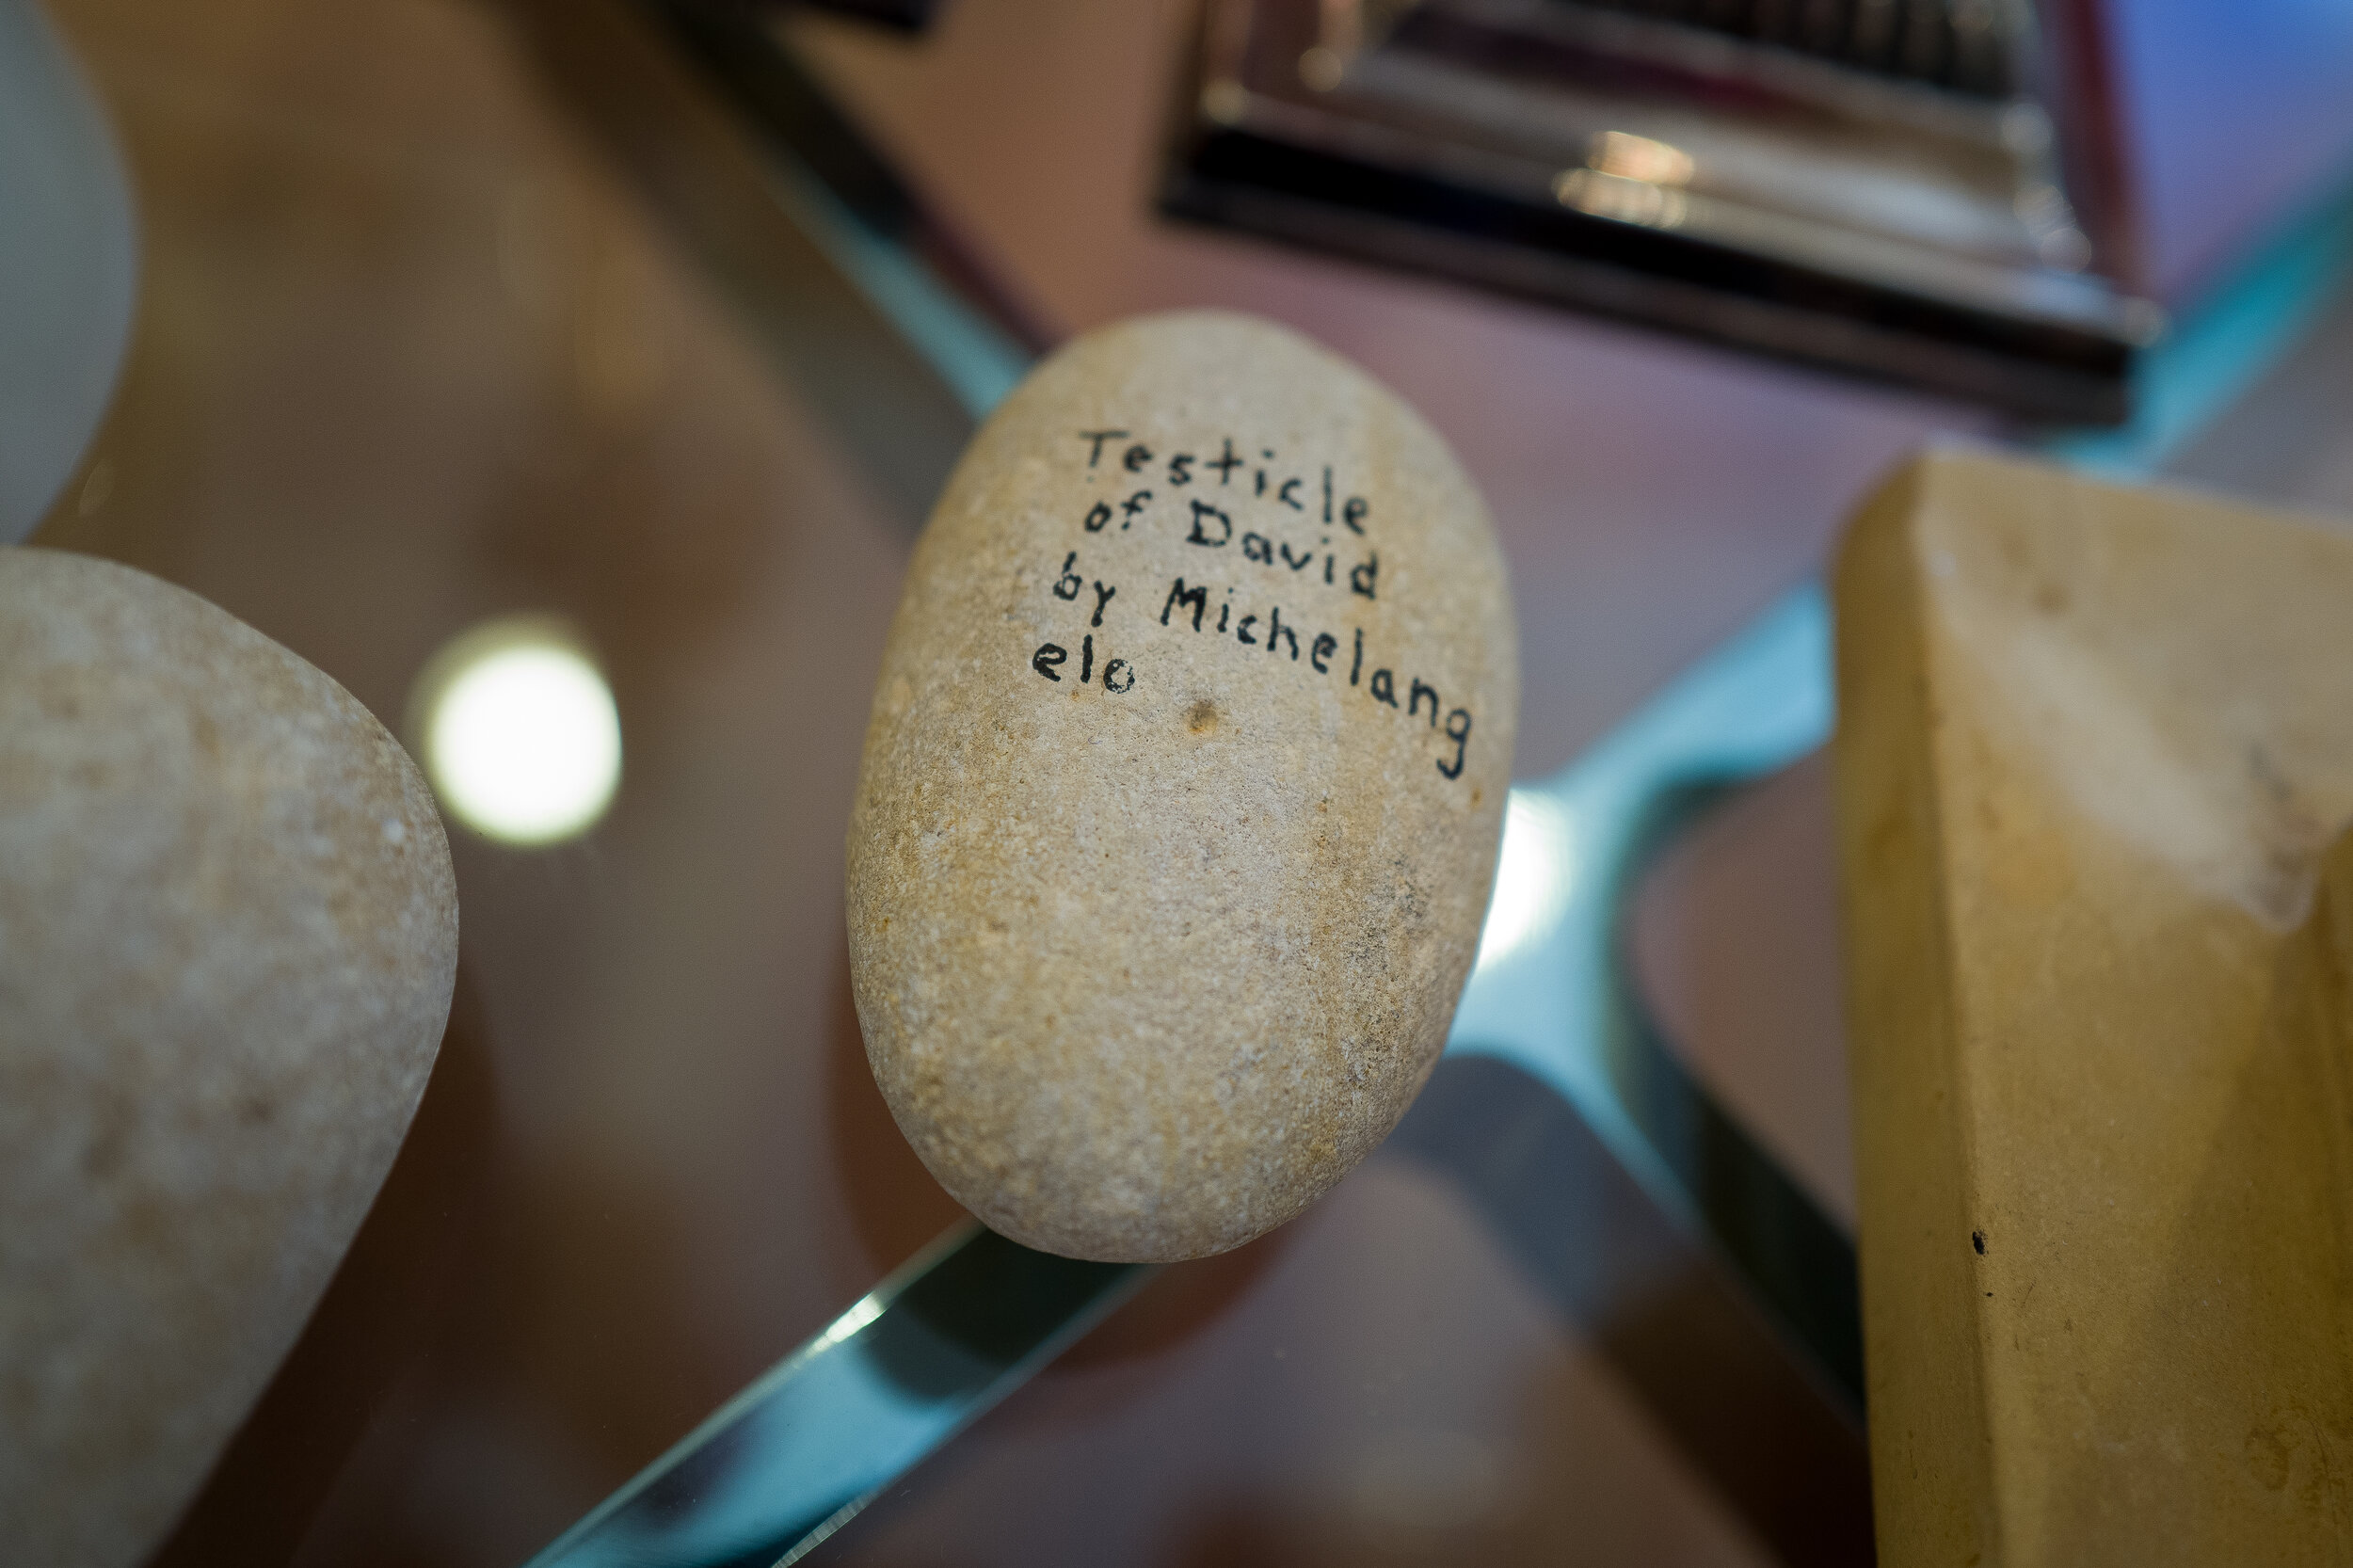 Testicle
of David
by Michelang
elo